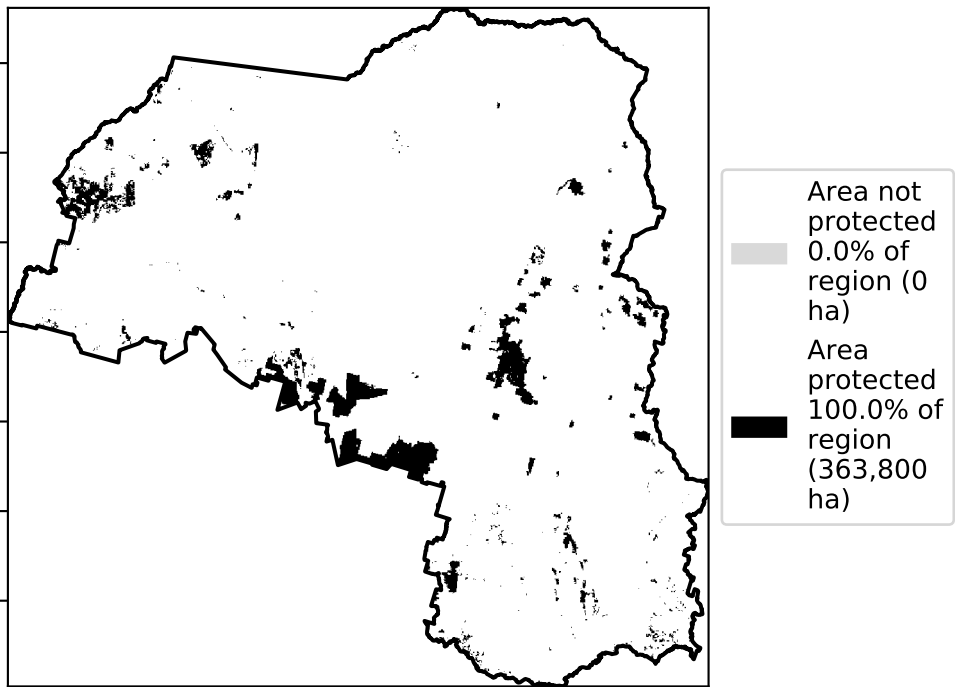 Area not
protected
0.0% of
region (0
ha)
Area
protected
100.0% of
region
(363,800
ha)